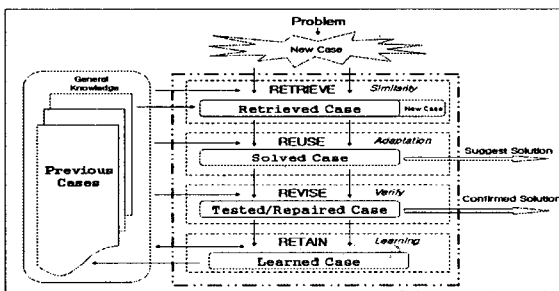 Problem
New Case
General
Knowledge
Previous
Cases
RETRIEVE Similarity
Retrieved Case New Case
REUSE Adaptation
Solved Case
Suggest Solution
REVISE Verify
Tested/Repaired Case
Confirmed Solution
RETAIN Learning
Learned Case